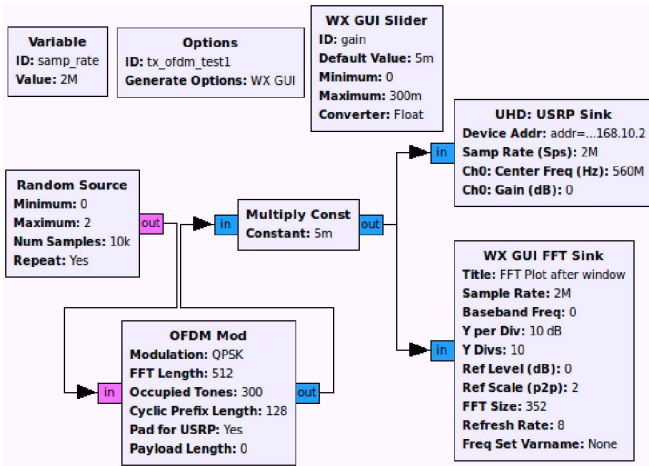 Variable
ID: samp_rate
Value: 2M
Options
ID: tx_ofdm_test1
Generate Options: WX GUI
WX GUI Slider
ID: gain
Default Value: 5m
Minimum: 0
Maximum: 300m
Converter: Float
UHD: USRP Sink
Device Addr: addr=...168.10.2
Samp Rate (Sps): 2M
Ch0: Center Freq (Hz): 560M
Ch0: Gain (dB): 0
in
Random Source
Minimum: 0
Maximum: 2
Num Samples: 10k
Repeat: Yes
out
in
Multiply Const
Constant: 5m
out
WX GUI FFT Sink
Title: FFT Plot after window
Sample Rate: 2M
Baseband Freq: 0
Y per Div: 10 dB
Y Divs: 10
Ref Level (dB): 0
Ref Scale (p2p): 2
FFT Size: 352
Refresh Rate: 8
Freq Set Varname: None
in
OFDM Mod
Modulation: QPSK
FFT Length: 512
Occupied Tones: 300
Cyclic Prefix Length: 128
Pad for USRP: Yes
Payload Length: 0
in
out